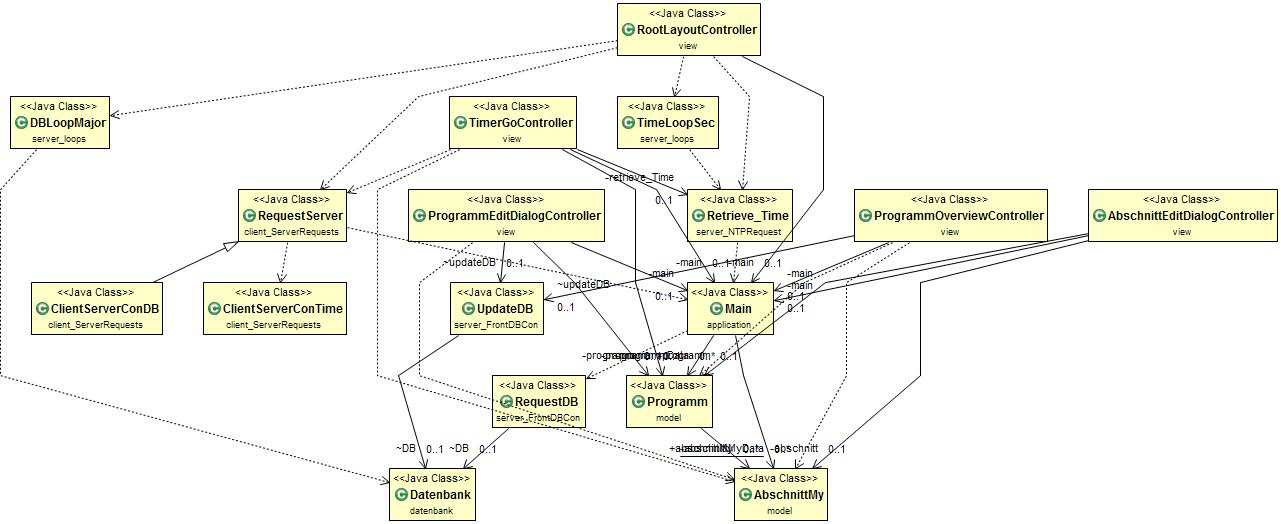 <<Java Class>>
RootLayoutController
view
<<Java Class>>
DBLoopMajor
server_loops
<<Java Class>>
TimerGoController
view
<<Java Class>>
TimeLoopSec
server_loops
-retrieve_Time
0..1
<<Java Class>>
RequestServer
client_ServerRequests
<<Java Class>>
ProgrammEditDialogController
view
<<Java Class>>
Retrieve_Time
server_NTPRequest
<<Java Class>>
ProgrammOverviewController
view
<<Java Class>>
AbschnittEditDialogController
view
~updateDB
0..1
-main
0..1
-main
0..1
-main
0..1
-main
0..1
-main
0..1
~updateDB
0..1
<<Java Class>>
ClientServerConDB
client_ServerRequests
<<Java Class>>
ClientServerConTime
client_ServerRequests
<<Java Class>>
UpdateDB
server_FrontDBCon
<<Java Class>>
Main
application
0..1
<<Java Class>>
RequestDB
server_FrontDBCon
<<Java Class>>
Programm
model
~DB
0..1
~DB
0..1
0..*
-abschnitt
0..1
<<Java Class>>
Datenbank
datenbank
<<Java Class>>
AbschnittMy
model